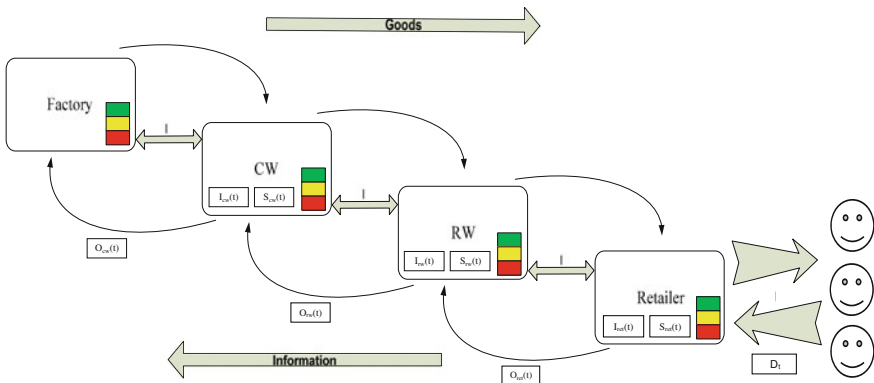 Goods
Factory
I
CW
Icw(t)
Scw(t)
Ocw(t)
I
RW
Irw(t)
Srw(t)
Orw(t)
I
Retailer
Iret(t)
Sret(t)
Oret(t)
I
Dt
Information